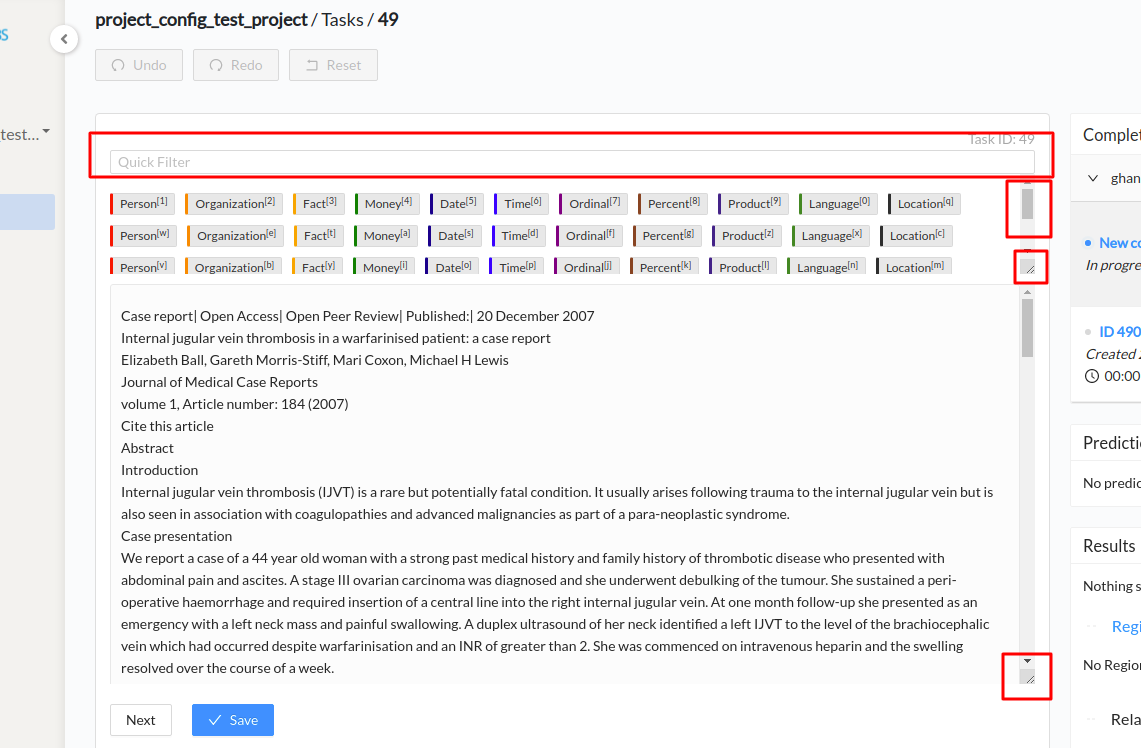 project_config_test_project / Tasks / 49
Undo Redo Reset
_test...
Task ID: 49
Quick Filter
Person[1] Organization[2] Fact[3] Money[4] Date[5] Time[6] Ordinal[7] Percent[8] Product[9] Language[0] Location[q]
Person[w] Organization[e] Fact[t] Money[a] Date[s] Time[d] Ordinal[f] Percent[g] Product[z] Language[x] Location[c]
Person[v] Organization[b] Fact[y] Money[i] Date[o] Time[p] Ordinal[j] Percent[k] Product[l] Language[n] Location[m]
Case report| Open Access| Open Peer Review| Published:| 20 December 2007
Internal jugular vein thrombosis in a warfarinised patient: a case report
Elizabeth Ball, Gareth Morris-Stiff, Mari Coxon, Michael H Lewis
Journal of Medical Case Reports
volume 1, Article number: 184 (2007)
Cite this article
Abstract
Introduction
Internal jugular vein thrombosis (IJVT) is a rare but potentially fatal condition. It usually arises following trauma to the internal jugular vein but is
also seen in association with coagulopathies and advanced malignancies as part of a para-neoplastic syndrome.
Case presentation
We report a case of a 44 year old woman with a strong past medical history and family history of thrombotic disease who presented with
abdominal pain and ascites. A stage III ovarian carcinoma was diagnosed and she underwent debulking of the tumour. She sustained a peri-
operative haemorrhage and required insertion of a central line into the right internal jugular vein. At one month follow-up she presented as an
emergency with a left neck mass and painful swallowing. A duplex ultrasound of her neck identified a left IJVT to the level of the brachiocephalic
vein which had occurred despite warfarinisation and an INR of greater than 2. She was commenced on intravenous heparin and the swelling
resolved over the course of a week.
Next Save
Complet
ghan
New co
In progre
ID 490
Created
00:00
Predicti
No predic
Results
Nothing s
Regi
No Region
Rela